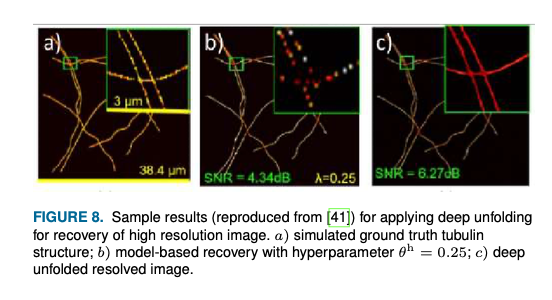 a)
3 μm
38.4 μm
b)
SNR = 4.34dB
λ=0.25
c)
SNR = 6.27dB
FIGURE 8. Sample results (reproduced from [41]) for applying deep unfolding
for recovery of high resolution image. a) simulated ground truth tubulin
structure; b) model-based recovery with hyperparameter θʰ = 0.25; c) deep
unfolded resolved image.